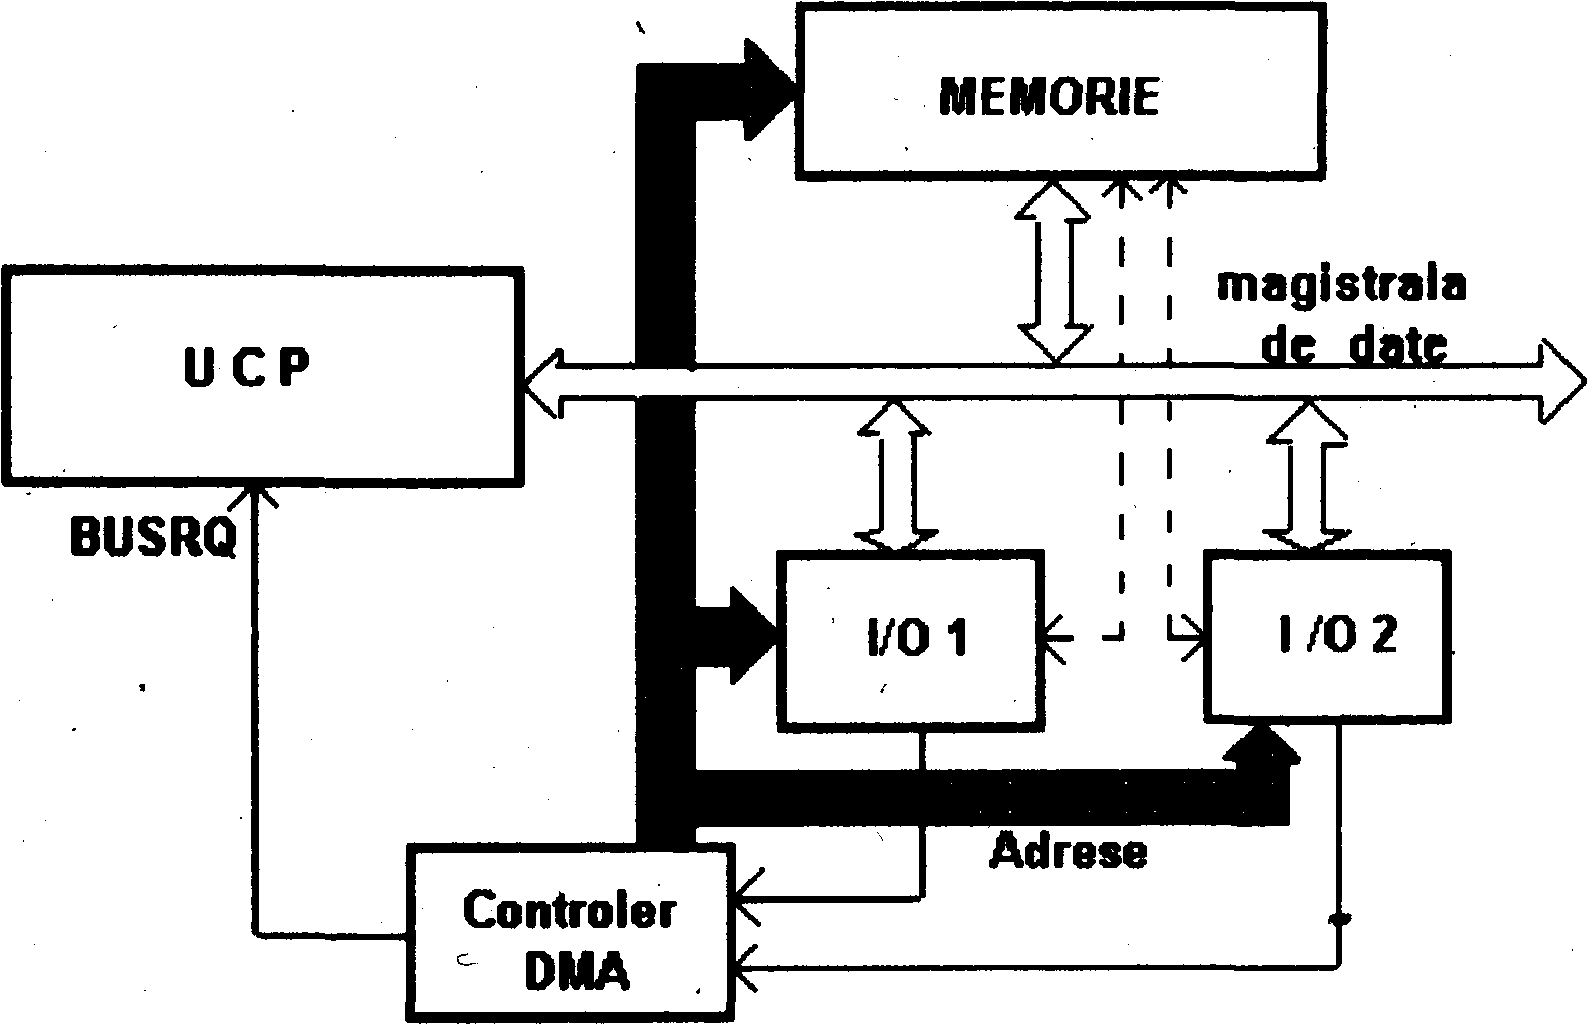 MEMORIE
magistrala
de date
U C P
BUSRQ
I/O 1
I /O 2
Adrese
Controler
DMA